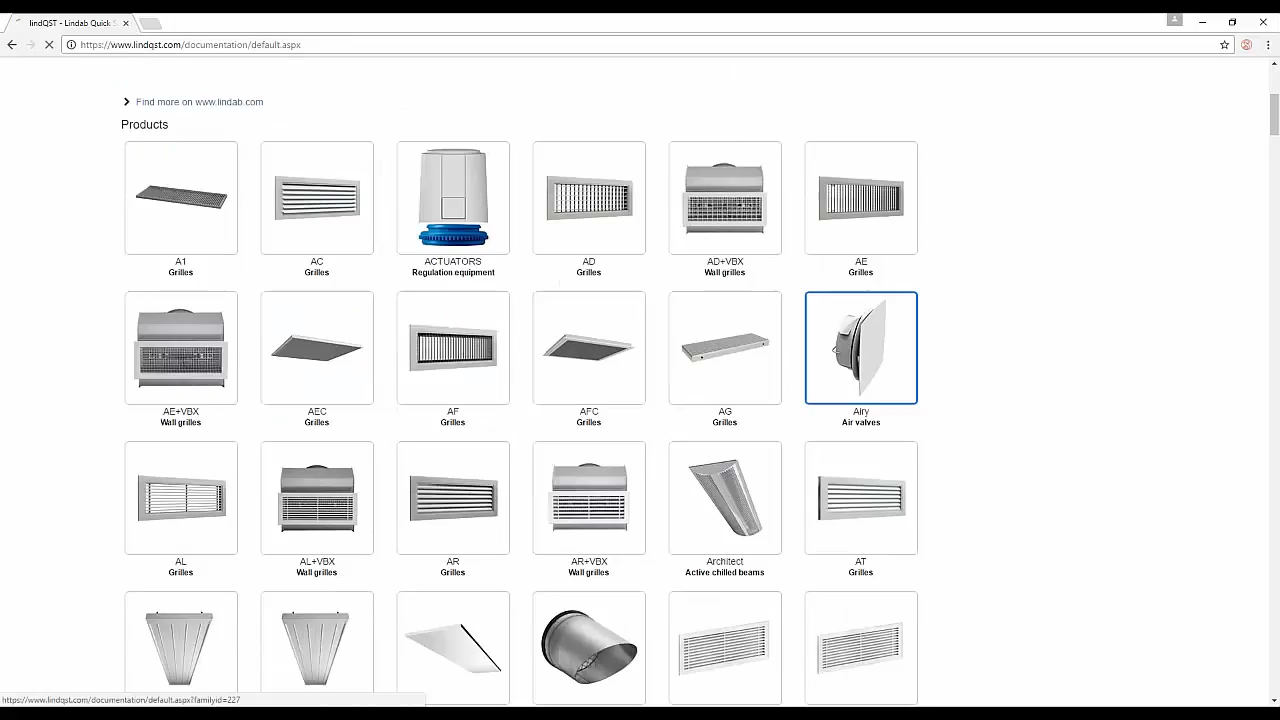 lindQST - Lindab Quick S
https://www.lindqst.com/documentation/default.aspx
Find more on www.lindab.com
Products
A1
Grilles
AC
Grilles
ACTUATORS
Regulation equipment
AD
Grilles
AD+VBX
Wall grilles
AE
Grilles
AE+VBX
Wall grilles
AEC
Grilles
AF
Grilles
AFC
Grilles
AG
Grilles
Airy
Air valves
AL
Grilles
AL+VBX
Wall grilles
AR
Grilles
AR+VBX
Wall grilles
Architect
Active chilled beams
AT
Grilles
https://www.lindqst.com/documentation/default.aspx?familyid=227